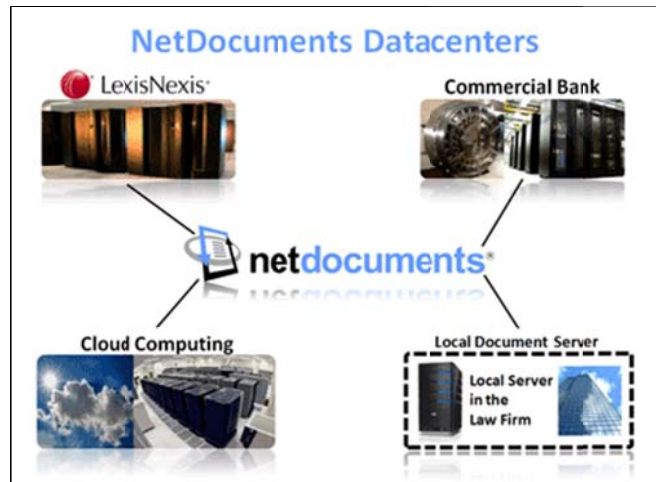 NetDocuments Datacenters
LexisNexis®
Commercial Bank
netdocuments®
Cloud Computing
Local Document Server
Local Server
in the
Law Firm